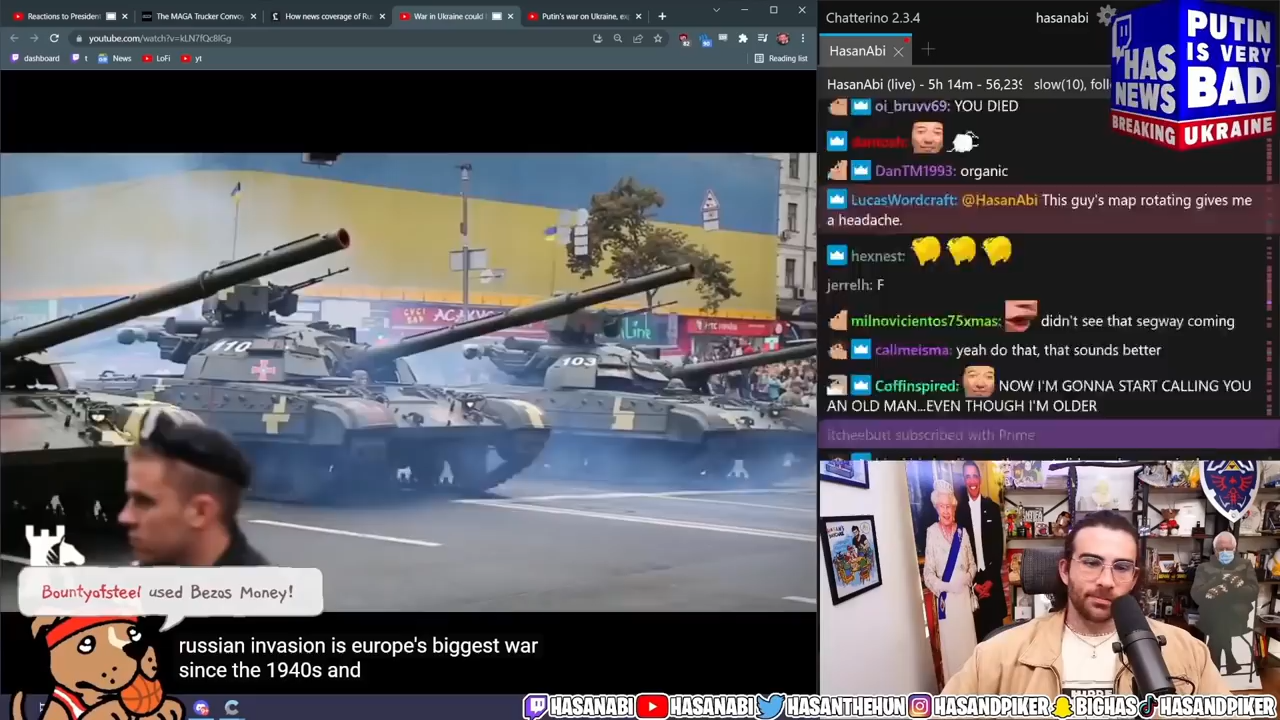 Reactions to President
The MAGA Trucker Convoy
How news coverage of Rus
War in Ukraine could
Putin's war on Ukraine, ex
youtube.com/watch?v=kLN7fQc8lGg
dashboard
t
News
LoFi
yt
Reading list
110
103
Bountyofsteel used Bezos Money!
russian invasion is europe's biggest war
since the 1940s and
Chatterino 2.3.4
hasanabi
HasanAbi
HasanAbi (live) - 5h 14m - 56,239
slow(10), foll
HAS
NEWS
PUTIN
IS VERY
BAD
BREAKING
UKRAINE
oi_bruvv69: YOU DIED
DanTM1993: organic
LucasWordcraft: @HasanAbi This guy's map rotating gives me
a headache.
hexnest:
jerrelh: F
milnovicientos75xmas: didn't see that segway coming
callmeisma: yeah do that, that sounds better
Coffinspired: NOW I'M GONNA START CALLING YOU
AN OLD MAN...EVEN THOUGH I'M OLDER
itcheebutt subscribed with Prime
HASANABI
HASANABI
HASANTHEHUN
HASANDPIKER
BIGHAS
HASANDPIKER